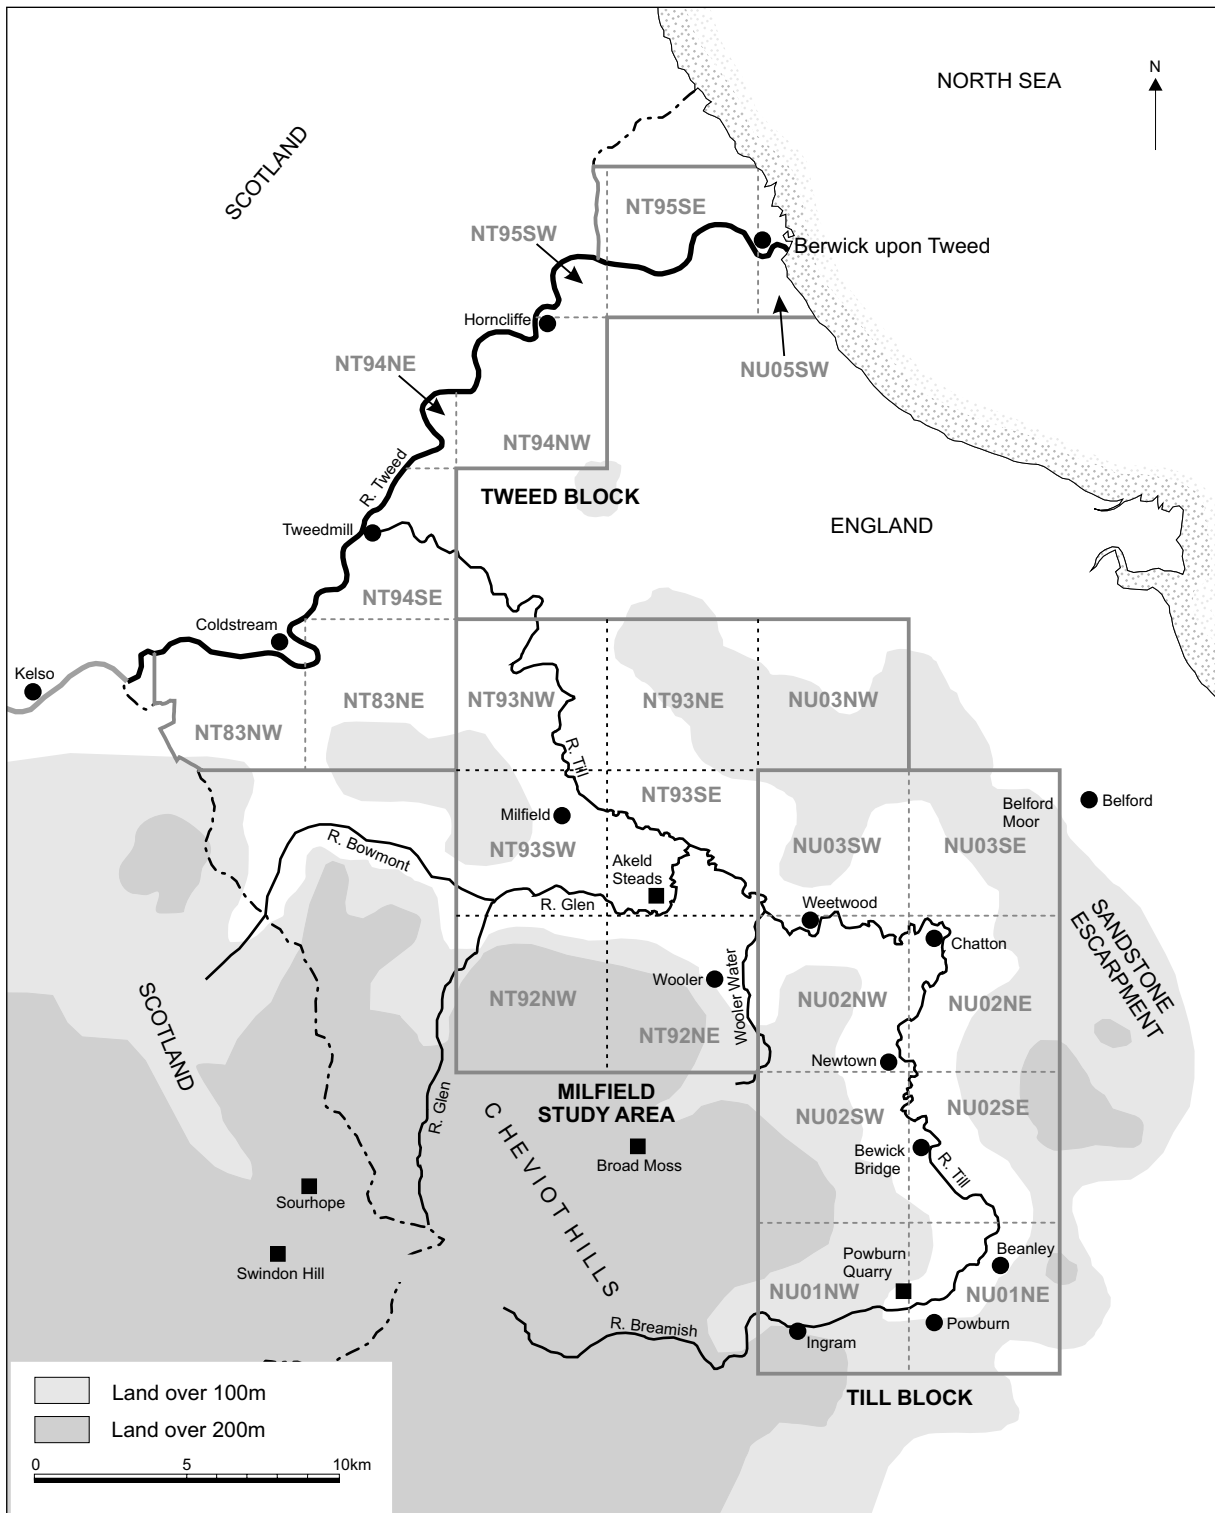 NORTH SEA
N
SCOTLAND
NT95SE
NT95SW
Berwick upon Tweed
Horncliffe
NT94NE
NU05SW
NT94NW
R. Tweed
TWEED BLOCK
Tweedmill
ENGLAND
NT94SE
Coldstream
Kelso
NT83NE
NT93NW
NT93NE
NU03NW
NT83NW
R. Till
NT93SE
Belford
Moor
Belford
Milfield
R. Bowmont
NT93SW
NU03SW
NU03SE
Akeld
Steads
R. Glen
Weetwood
SANDSTONE
ESCARPMENT
Chatton
Wooler
Wooler Water
SCOTLAND
NT92NW
NU02NW
NU02NE
NT92NE
Newtown
MILFIELD
STUDY AREA
R. Glen
CHEVIOT HILLS
NU02SW
NU02SE
Broad Moss
Bewick
Bridge
R. Till
Sourhope
Swindon Hill
Powburn
Quarry
Beanley
NU01NW
NU01NE
R. Breamish
Ingram
Powburn
TILL BLOCK
Land over 100m
Land over 200m
0 5 10km